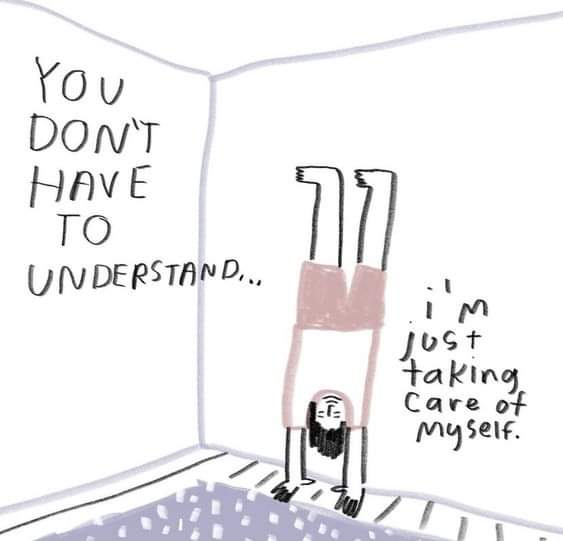 YOU
DON'T
HAVE
TO
UNDERSTAND...
i'm
just
taking
care of
myself.